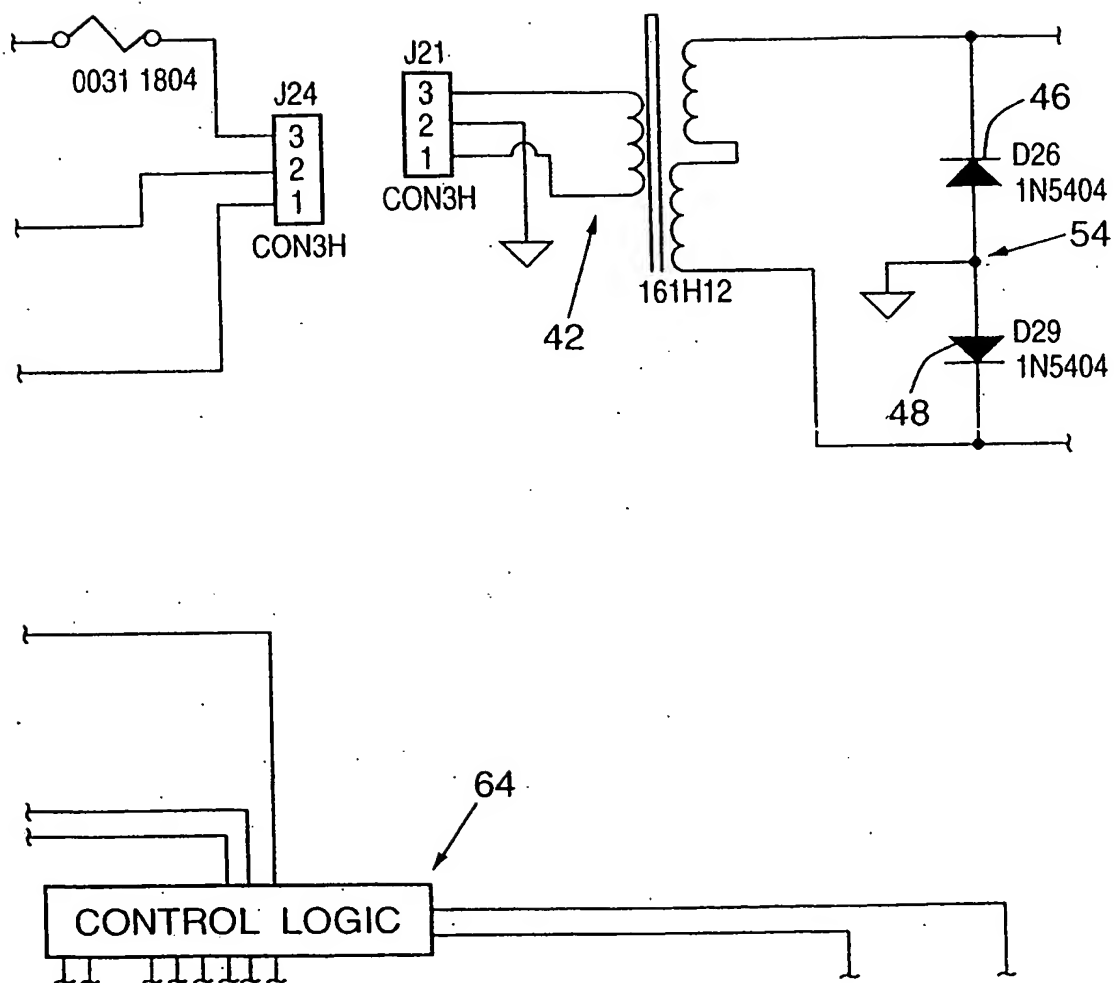 0031 1804
J24
3
2
1
CON3H
J21
3
2
1
CON3H
42
161H12
46
D26
1N5404
54
D29
1N5404
48
64
CONTROL LOGIC